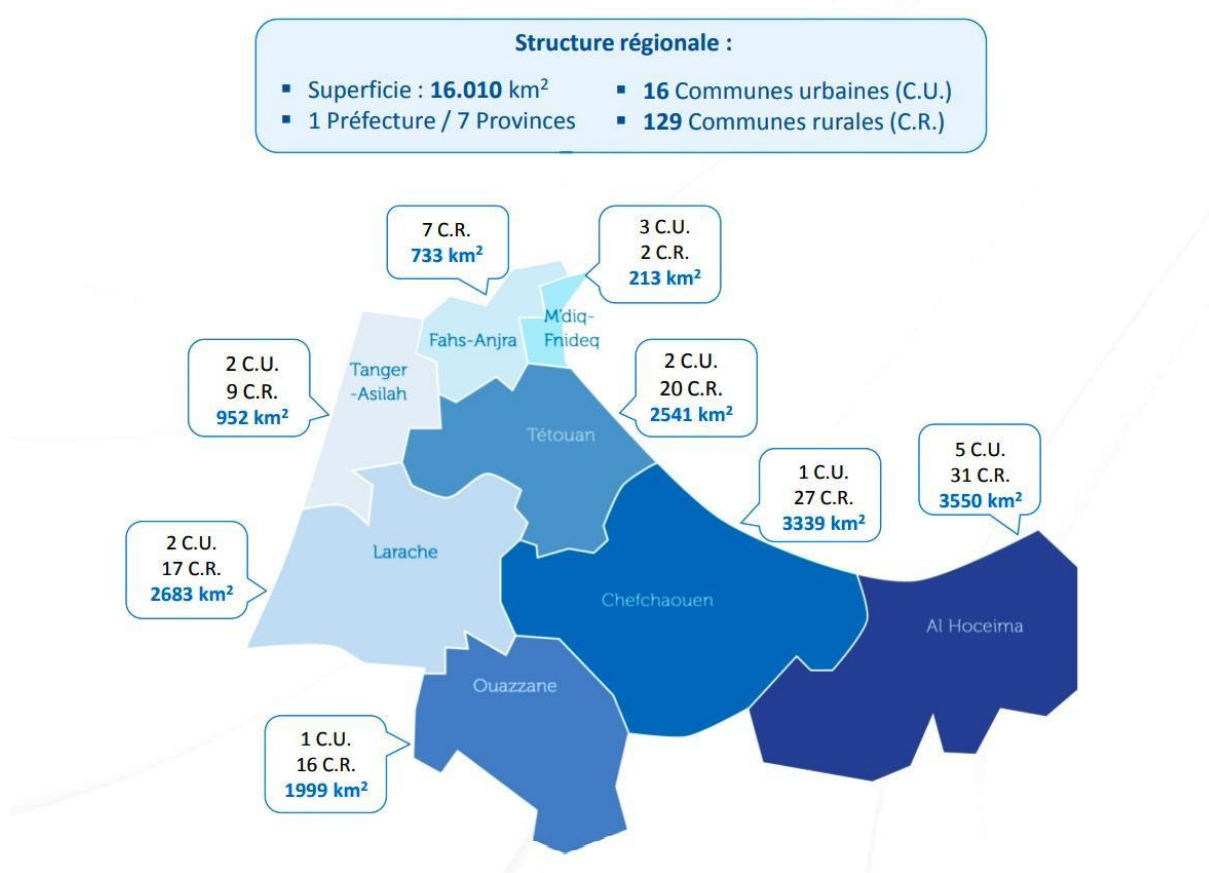 Structure régionale :
▪ Superficie : 16.010 km²
▪ 1 Préfecture / 7 Provinces
▪ 16 Communes urbaines (C.U.)
▪ 129 Communes rurales (C.R.)
7 C.R.
733 km²
3 C.U.
2 C.R.
213 km²
M'diq-
Fnideq
Fahs-Anjra
2 C.U.
9 C.R.
952 km²
Tanger
-Asilah
2 C.U.
20 C.R.
2541 km²
Tétouan
1 C.U.
27 C.R.
3339 km²
5 C.U.
31 C.R.
3550 km²
2 C.U.
17 C.R.
2683 km²
Larache
Chefchaouen
Al Hoceima
Ouazzane
1 C.U.
16 C.R.
1999 km²